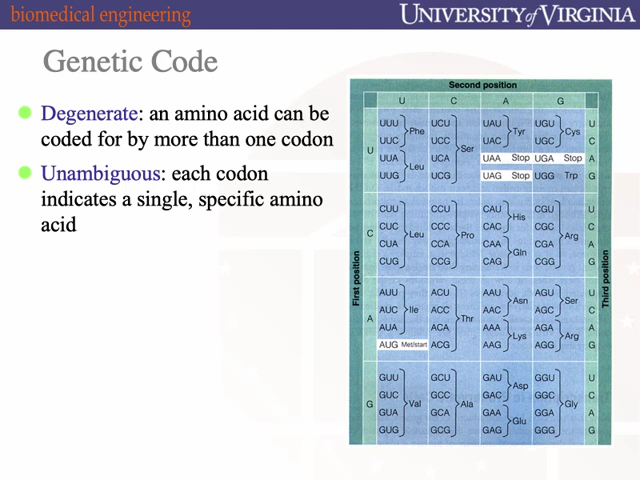 biomedical engineering
UNIVERSITY of VIRGINIA
Genetic Code
Degenerate: an amino acid can be
coded for by more than one codon
Unambiguous: each codon
indicates a single, specific amino
acid
Second position
U C A G
First position
Third position
U
UUU UCU UAU UGU U
Phe Tyr Cys
UUC UCC UAC UGC C
Ser
UUA UCA UAA Stop UGA Stop A
Leu
UUG UCG UAG Stop UGG Trp G
C
CUU CCU CAU CGU U
His
CUC CCC CAC CGC C
Leu Pro Arg
CUA CCA CAA CGA A
Gln
CUG CCG CAG CGG G
A
AUU ACU AAU AGU U
Asn Ser
AUC Ile ACC AAC AGC C
Thr
AUA ACA AAA AGA A
Lys Arg
AUG Met/start ACG AAG AGG G
G
GUU GCU GAU GGU U
Asp
GUC GCC GAC GGC C
Val Ala Gly
GUA GCA GAA GGA A
Glu
GUG GCG GAG GGG G